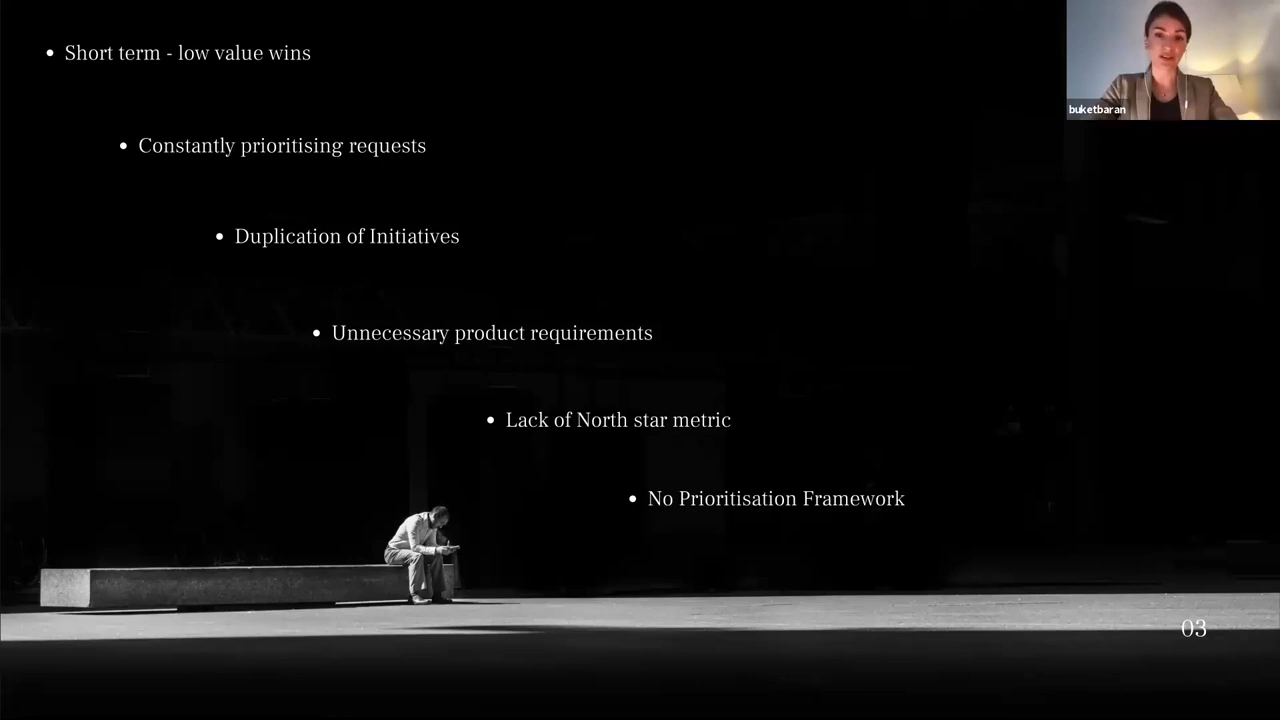 Short term - low value wins
buketbaran
Constantly prioritising requests
Duplication of Initiatives
Unnecessary product requirements
Lack of North star metric
No Prioritisation Framework
03